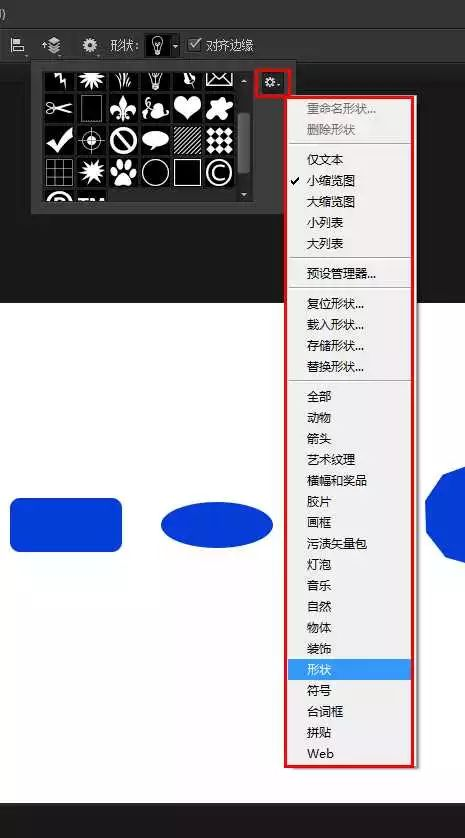 形状:
对齐边缘
重命名形状...
删除形状
仅文本
小缩览图
大缩览图
小列表
大列表
预设管理器...
复位形状...
载入形状...
存储形状...
替换形状...
全部
动物
箭头
艺术纹理
横幅和奖品
胶片
画框
污渍矢量包
灯泡
音乐
自然
物体
装饰
形状
符号
台词框
拼贴
Web